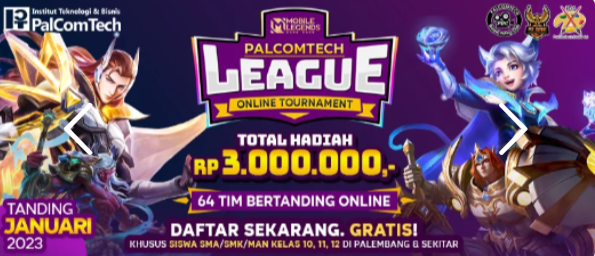 Institut Teknologi & Bisnis
PalComTech
MOBILE
LEGENDS
PALCOMTECH
LEAGUE
ONLINE TOURNAMENT
TOTAL HADIAH
RP 3.000.000,-
64 TIM BERTANDING ONLINE
TANDING
JANUARI
2023
DAFTAR SEKARANG. GRATIS!
KHUSUS SISWA SMA/SMK/MAN KELAS 10, 11, 12 DI PALEMBANG & SEKITAR